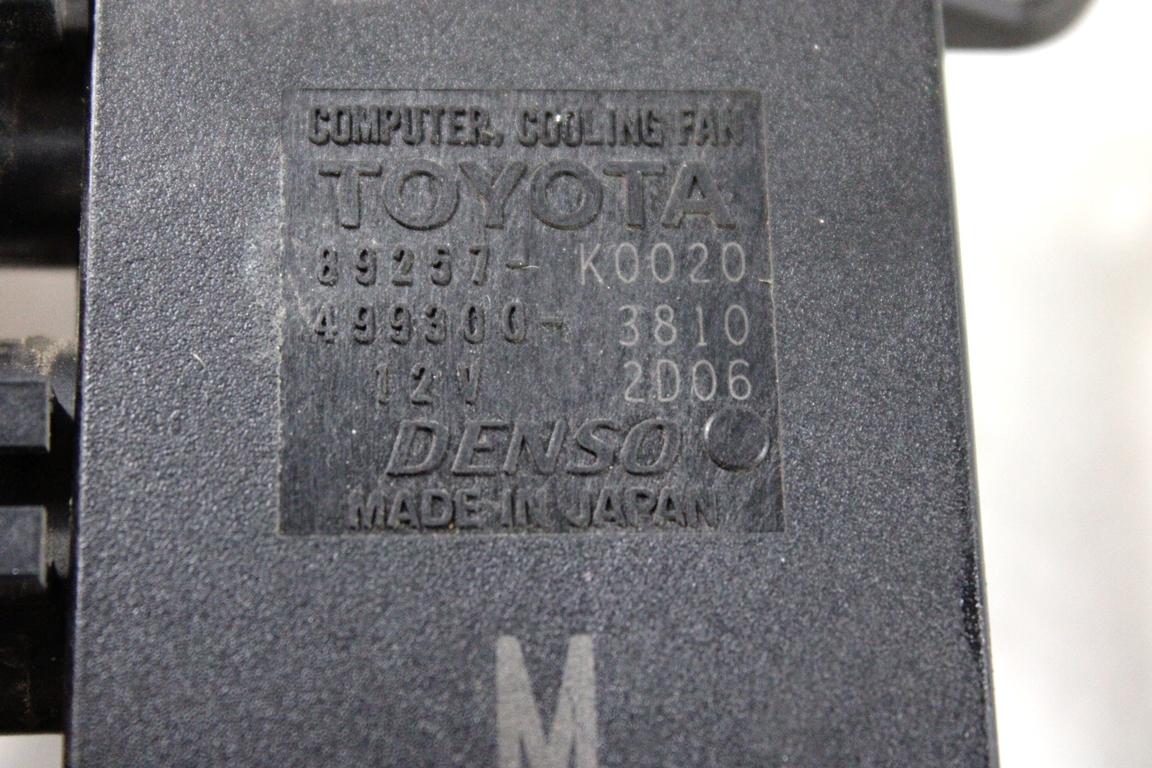 COMPUTER, COOLING FAN
TOYOTA
89257- K0020
499300- 3810
12V 2D06
DENSO
MADE IN JAPAN
M